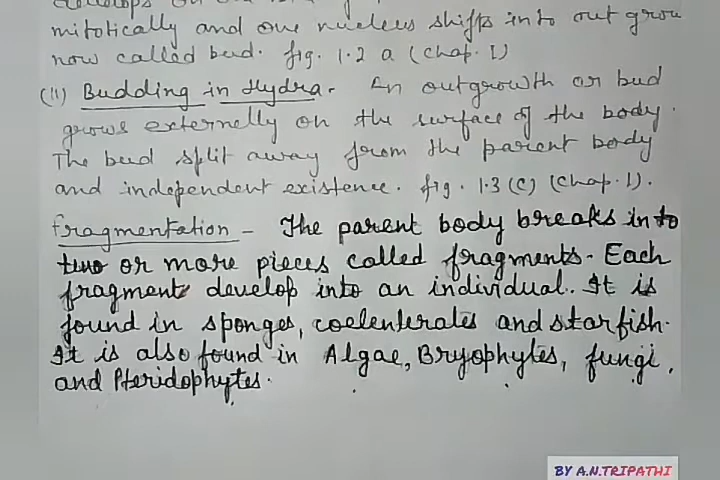 mitotically and one nucleus shifts into out grow
now called bud. fig. 1.2 a (Chap. 1)
(ii) Budding in Hydra. An outgrowth or bud
grows externelly on the surface of the body.
The bud split away from the parent body
and independent existence. fig. 1.3 (c) (Chap. 1).
fragmentation - The parent body breaks into
two or more pieces called fragments. Each
fragment develop into an individual. It is
found in sponges, coelenterates and starfish.
It is also found in Algae, Bryophytes, fungi,
and Pteridophytes.
BY A.N.TRIPATHI